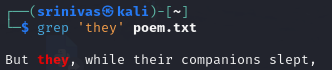 ┌──(srinivas㉿kali)-[~]
└─$ grep 'they' poem.txt
But they, while their companions slept,